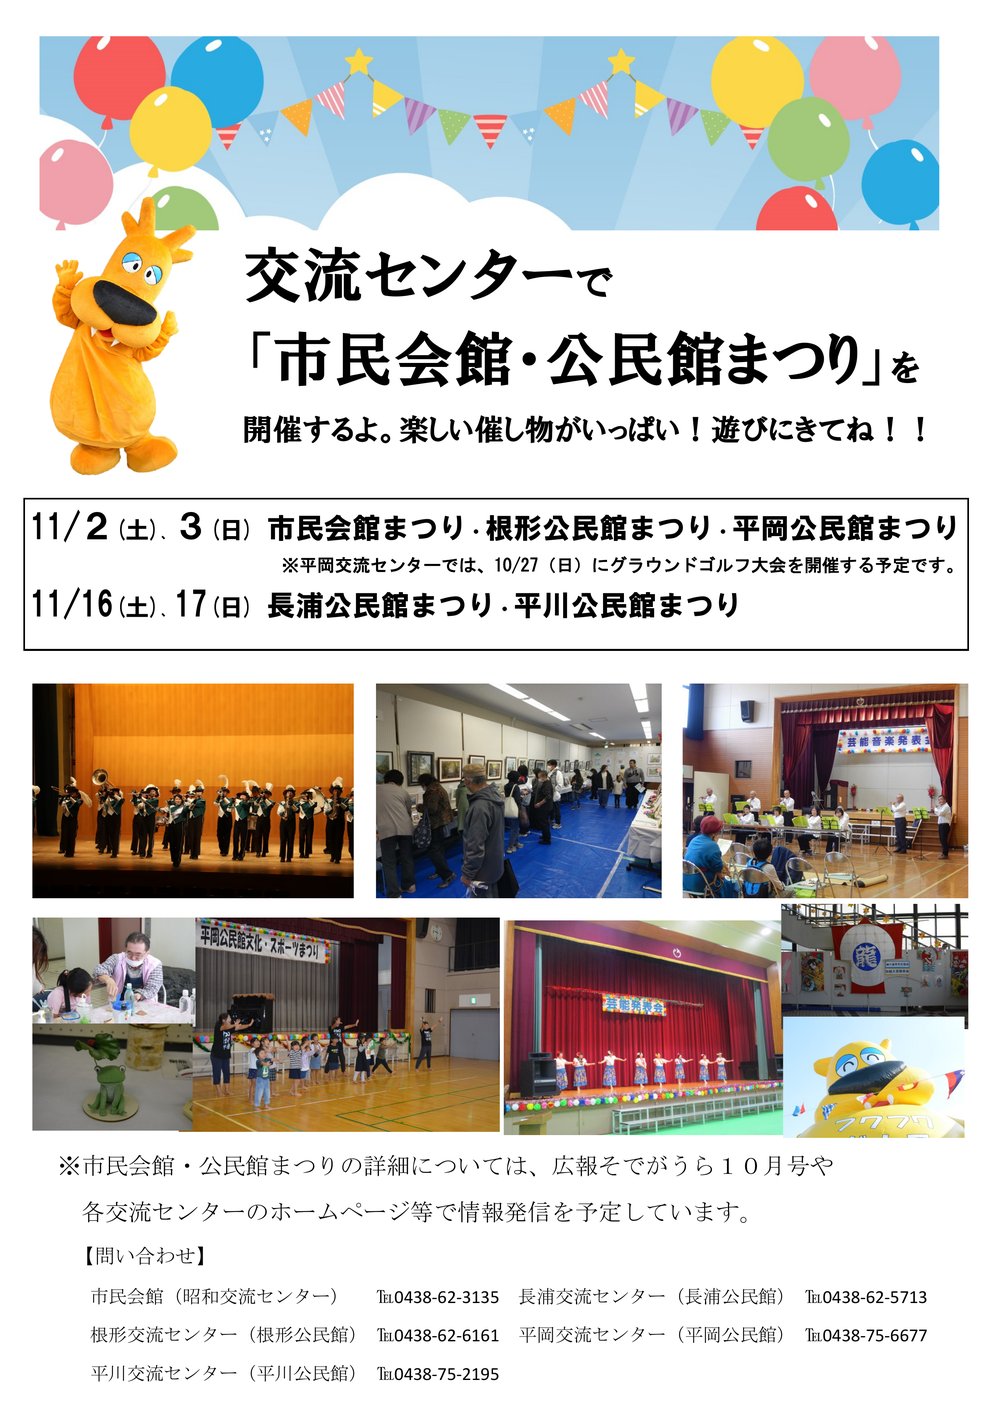 交流センターで
「市民会館・公民館まつり」を
開催するよ。楽しい催し物がいっぱい！遊びにきてね！！
11/２(土)、３(日) 市民会館まつり・根形公民館まつり・平岡公民館まつり
※平岡交流センターでは、10/27（日）にグラウンドゴルフ大会を開催する予定です。
11/16(土)、17(日) 長浦公民館まつり・平川公民館まつり
芸能音楽発表会
平岡公民館文化・スポーツまつり
芸能発表会
龍
フワフワ
※市民会館・公民館まつりの詳細については、広報そでがうら１０月号や
各交流センターのホームページ等で情報発信を予定しています。
【問い合わせ】
市民会館（昭和交流センター） ℡0438-62-3135 長浦交流センター（長浦公民館） ℡0438-62-5713
根形交流センター（根形公民館） ℡0438-62-6161 平岡交流センター（平岡公民館） ℡0438-75-6677
平川交流センター（平川公民館） ℡0438-75-2195